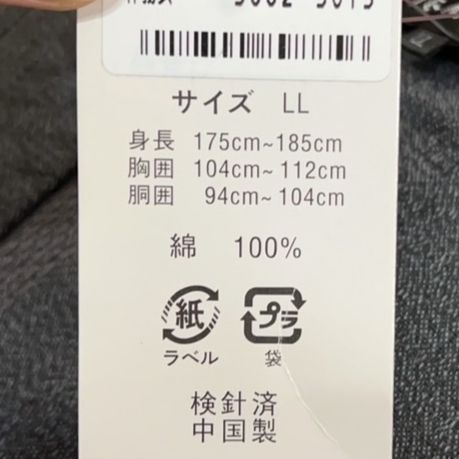 サイズ LL
身長 175cm~185cm
胸囲 104cm~112cm
胴囲 94cm~104cm
綿 100%
紙 プラ
ラベル 袋
検針済
中国製